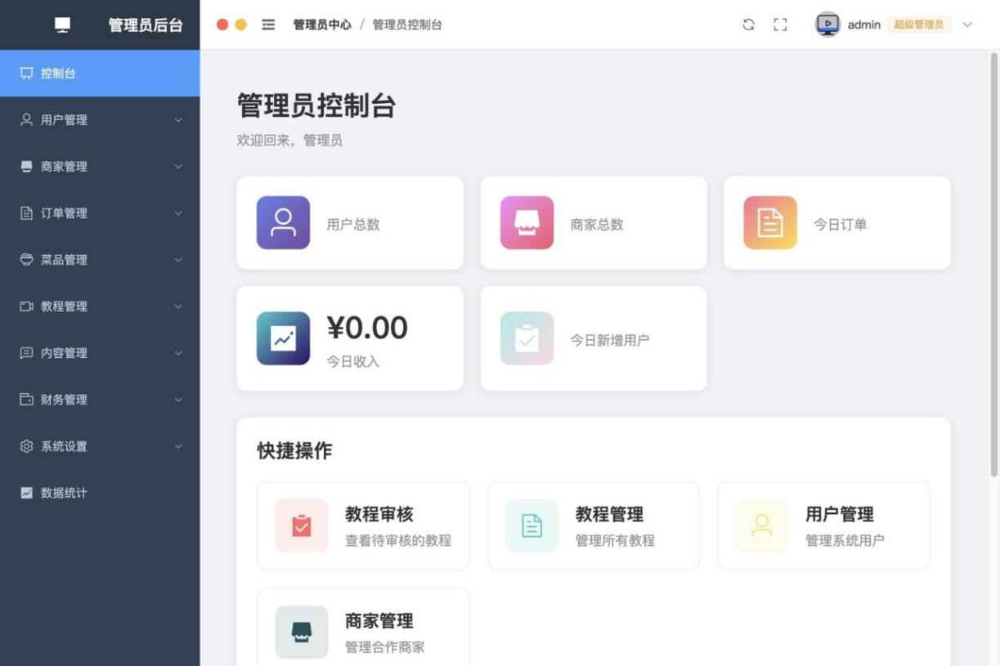 管理员后台
管理员中心 / 管理员控制台
admin 超级管理员
控制台
用户管理
商家管理
订单管理
菜品管理
教程管理
内容管理
财务管理
系统设置
数据统计
管理员控制台
欢迎回来，管理员
用户总数
商家总数
今日订单
¥0.00
今日收入
今日新增用户
快捷操作
教程审核
查看待审核的教程
教程管理
管理所有教程
用户管理
管理系统用户
商家管理
管理合作商家